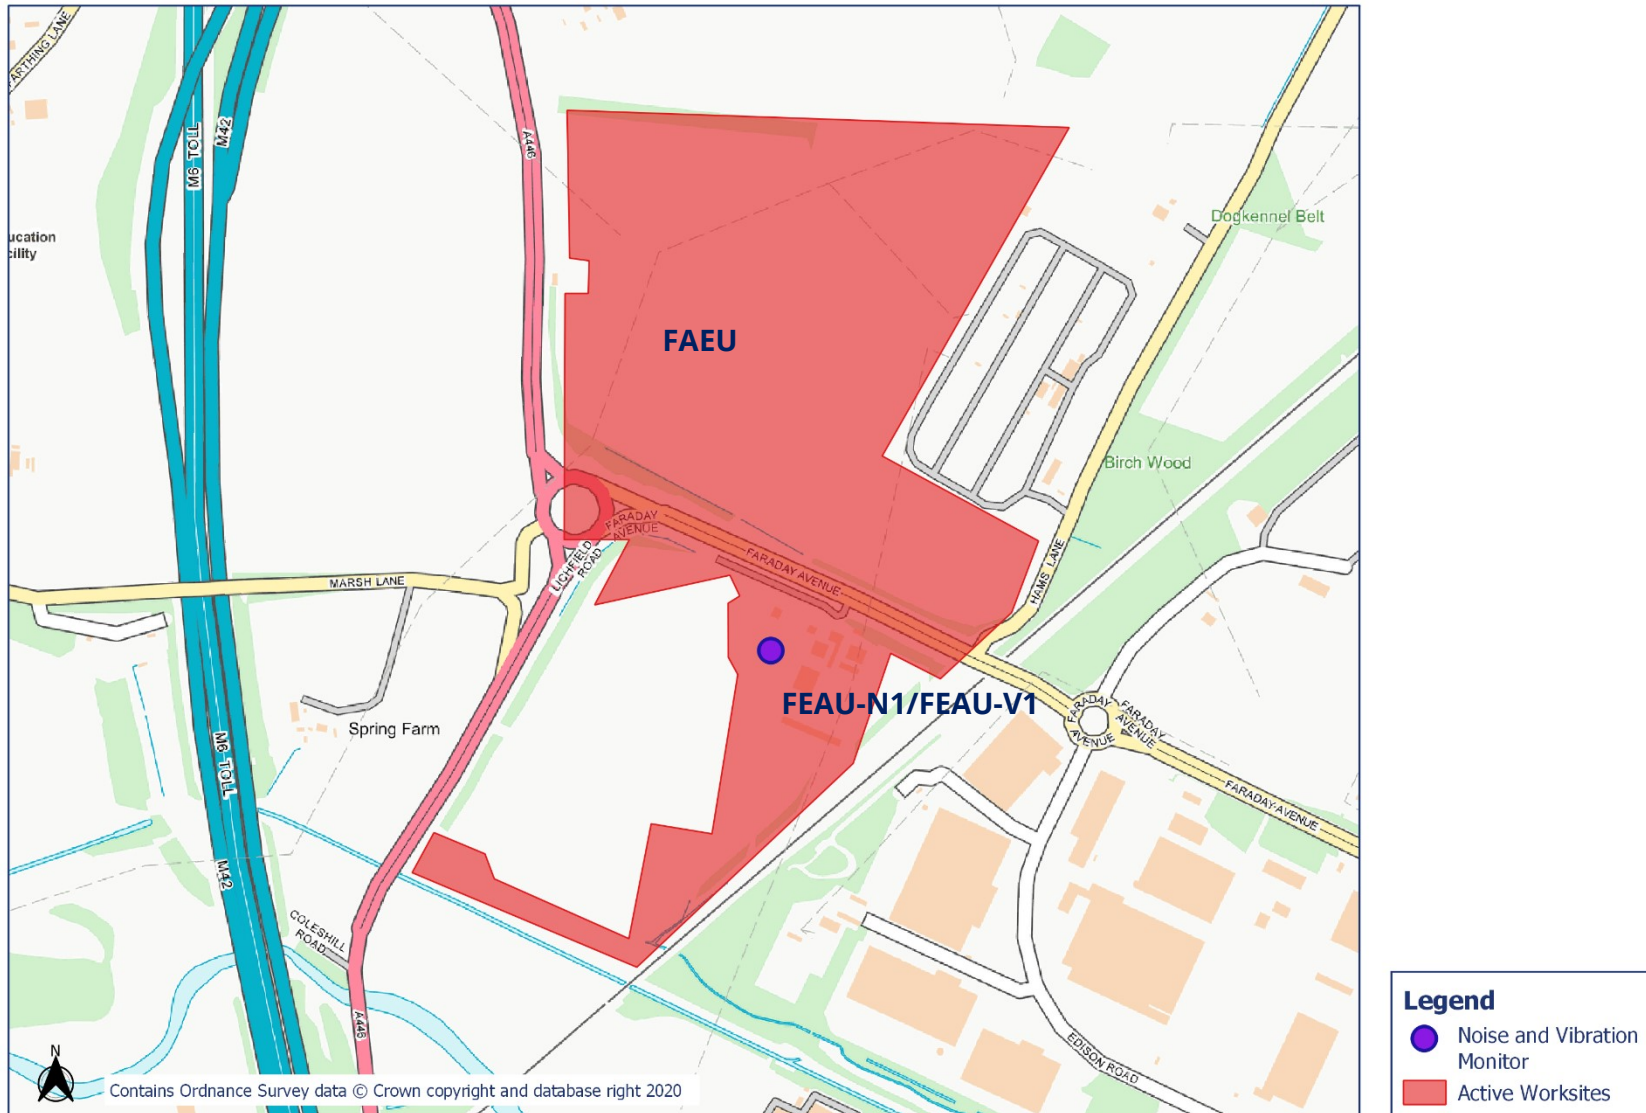 FARTHING LANE
M6 TOLL
M42
A446
ucation
cility
Dogkennel Belt
FAEU
Birch Wood
FARADAY
AVENUE
LICHFIELD
ROAD
FARADAY AVENUE
HAMS LANE
MARSH LANE
FEAU-N1/FEAU-V1
Spring Farm
FARADAY
AVENUE
FARADAY
AVENUE
M6 TOLL
FARADAY AVENUE
M42
COLESHILL
ROAD
A446
EDISON ROAD
N
Contains Ordnance Survey data © Crown copyright and database right 2020
Legend
Noise and Vibration
Monitor
Active Worksites